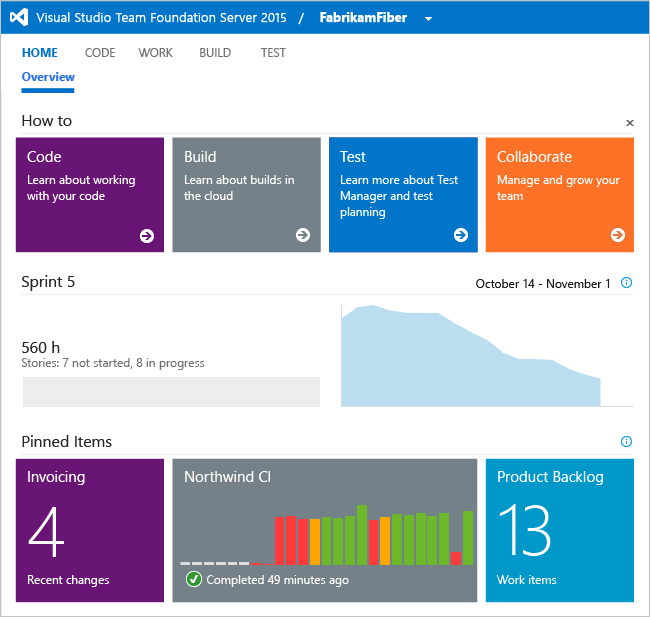 Visual Studio Team Foundation Server 2015 / FabrikamFiber
HOME CODE WORK BUILD TEST
Overview
How to
Code
Learn about working
with your code
Build
Learn about builds in
the cloud
Test
Learn more about Test
Manager and test
planning
Collaborate
Manage and grow your
team
Sprint 5
October 14 - November 1
560 h
Stories: 7 not started, 8 in progress
Pinned Items
Invoicing
4
Recent changes
Northwind CI
Completed 49 minutes ago
Product Backlog
13
Work items